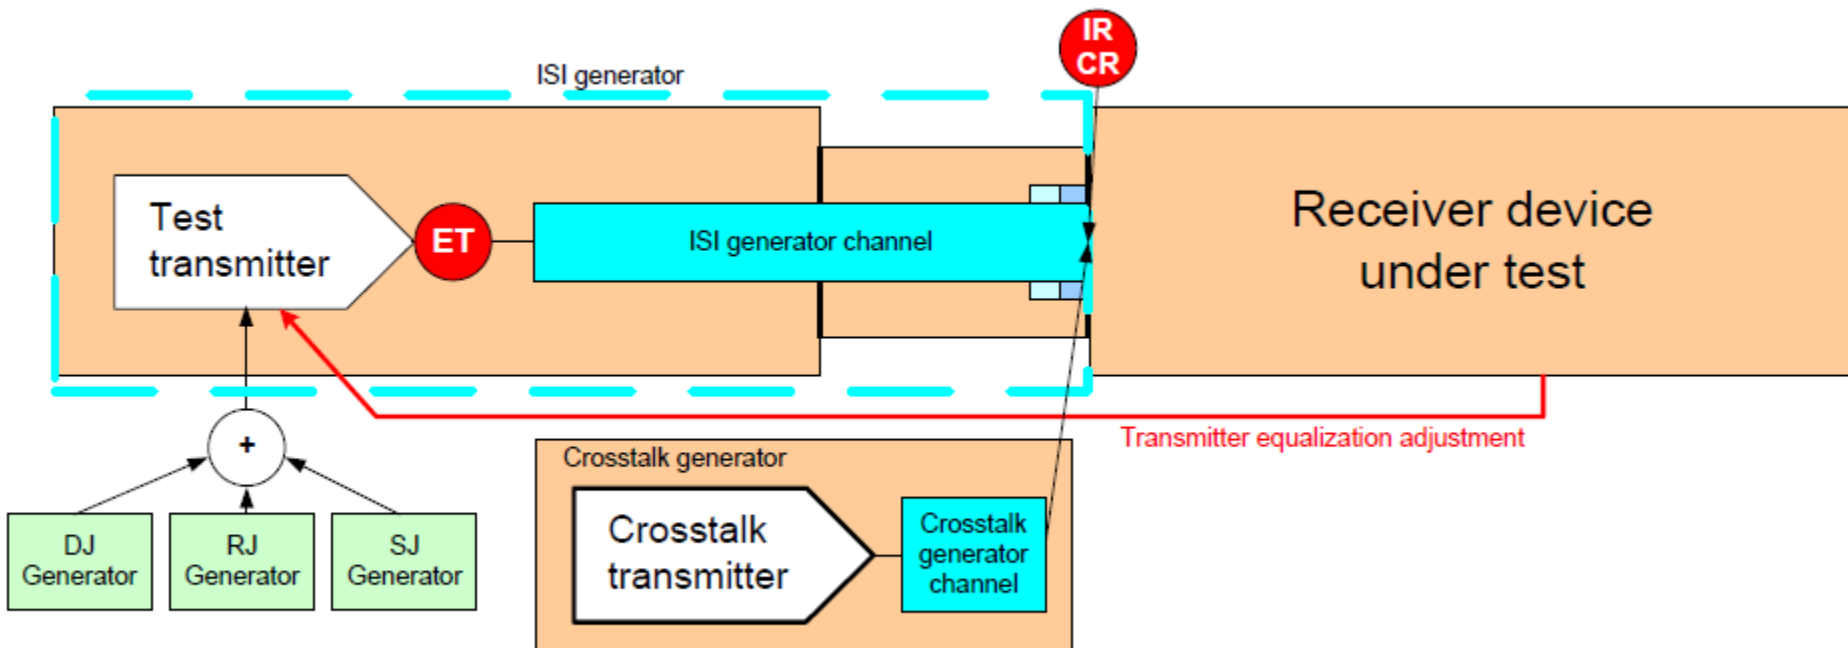 IR
CR
ISI generator
Test
transmitter
ET
ISI generator channel
Receiver device
under test
Transmitter equalization adjustment
+
DJ
Generator
RJ
Generator
SJ
Generator
Crosstalk generator
Crosstalk
transmitter
Crosstalk
generator
channel